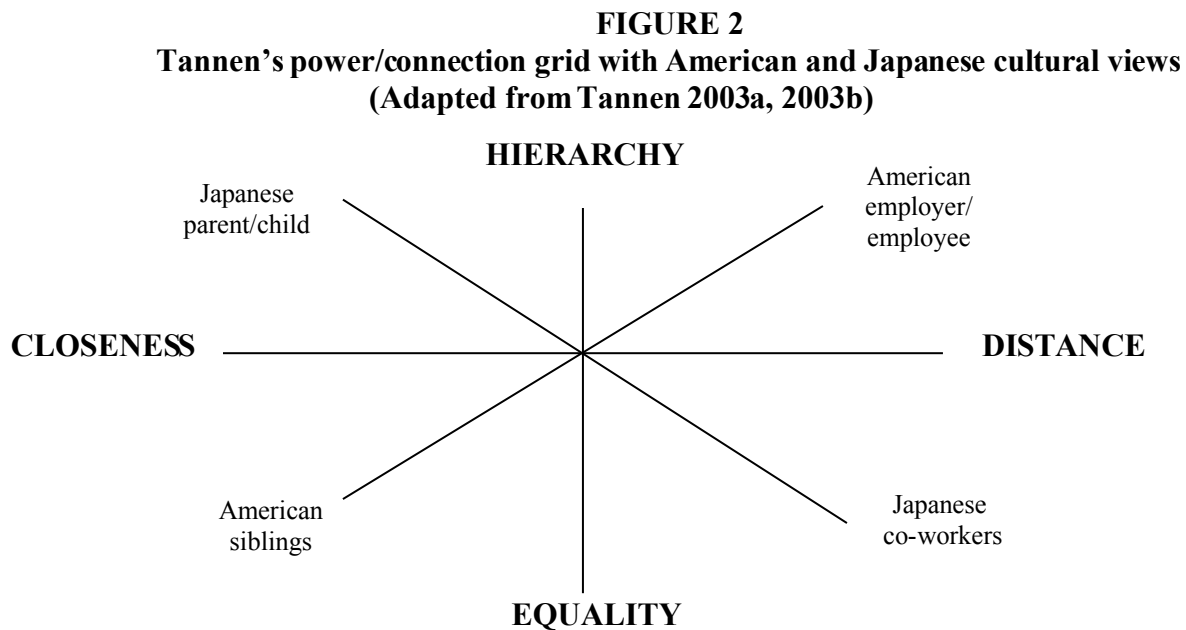 FIGURE 2
Tannen's power/connection grid with American and Japanese cultural views
(Adapted from Tannen 2003a, 2003b)
HIERARCHY
Japanese
parent/child
American
employer/
employee
CLOSENESS
DISTANCE
American
siblings
Japanese
co-workers
EQUALITY